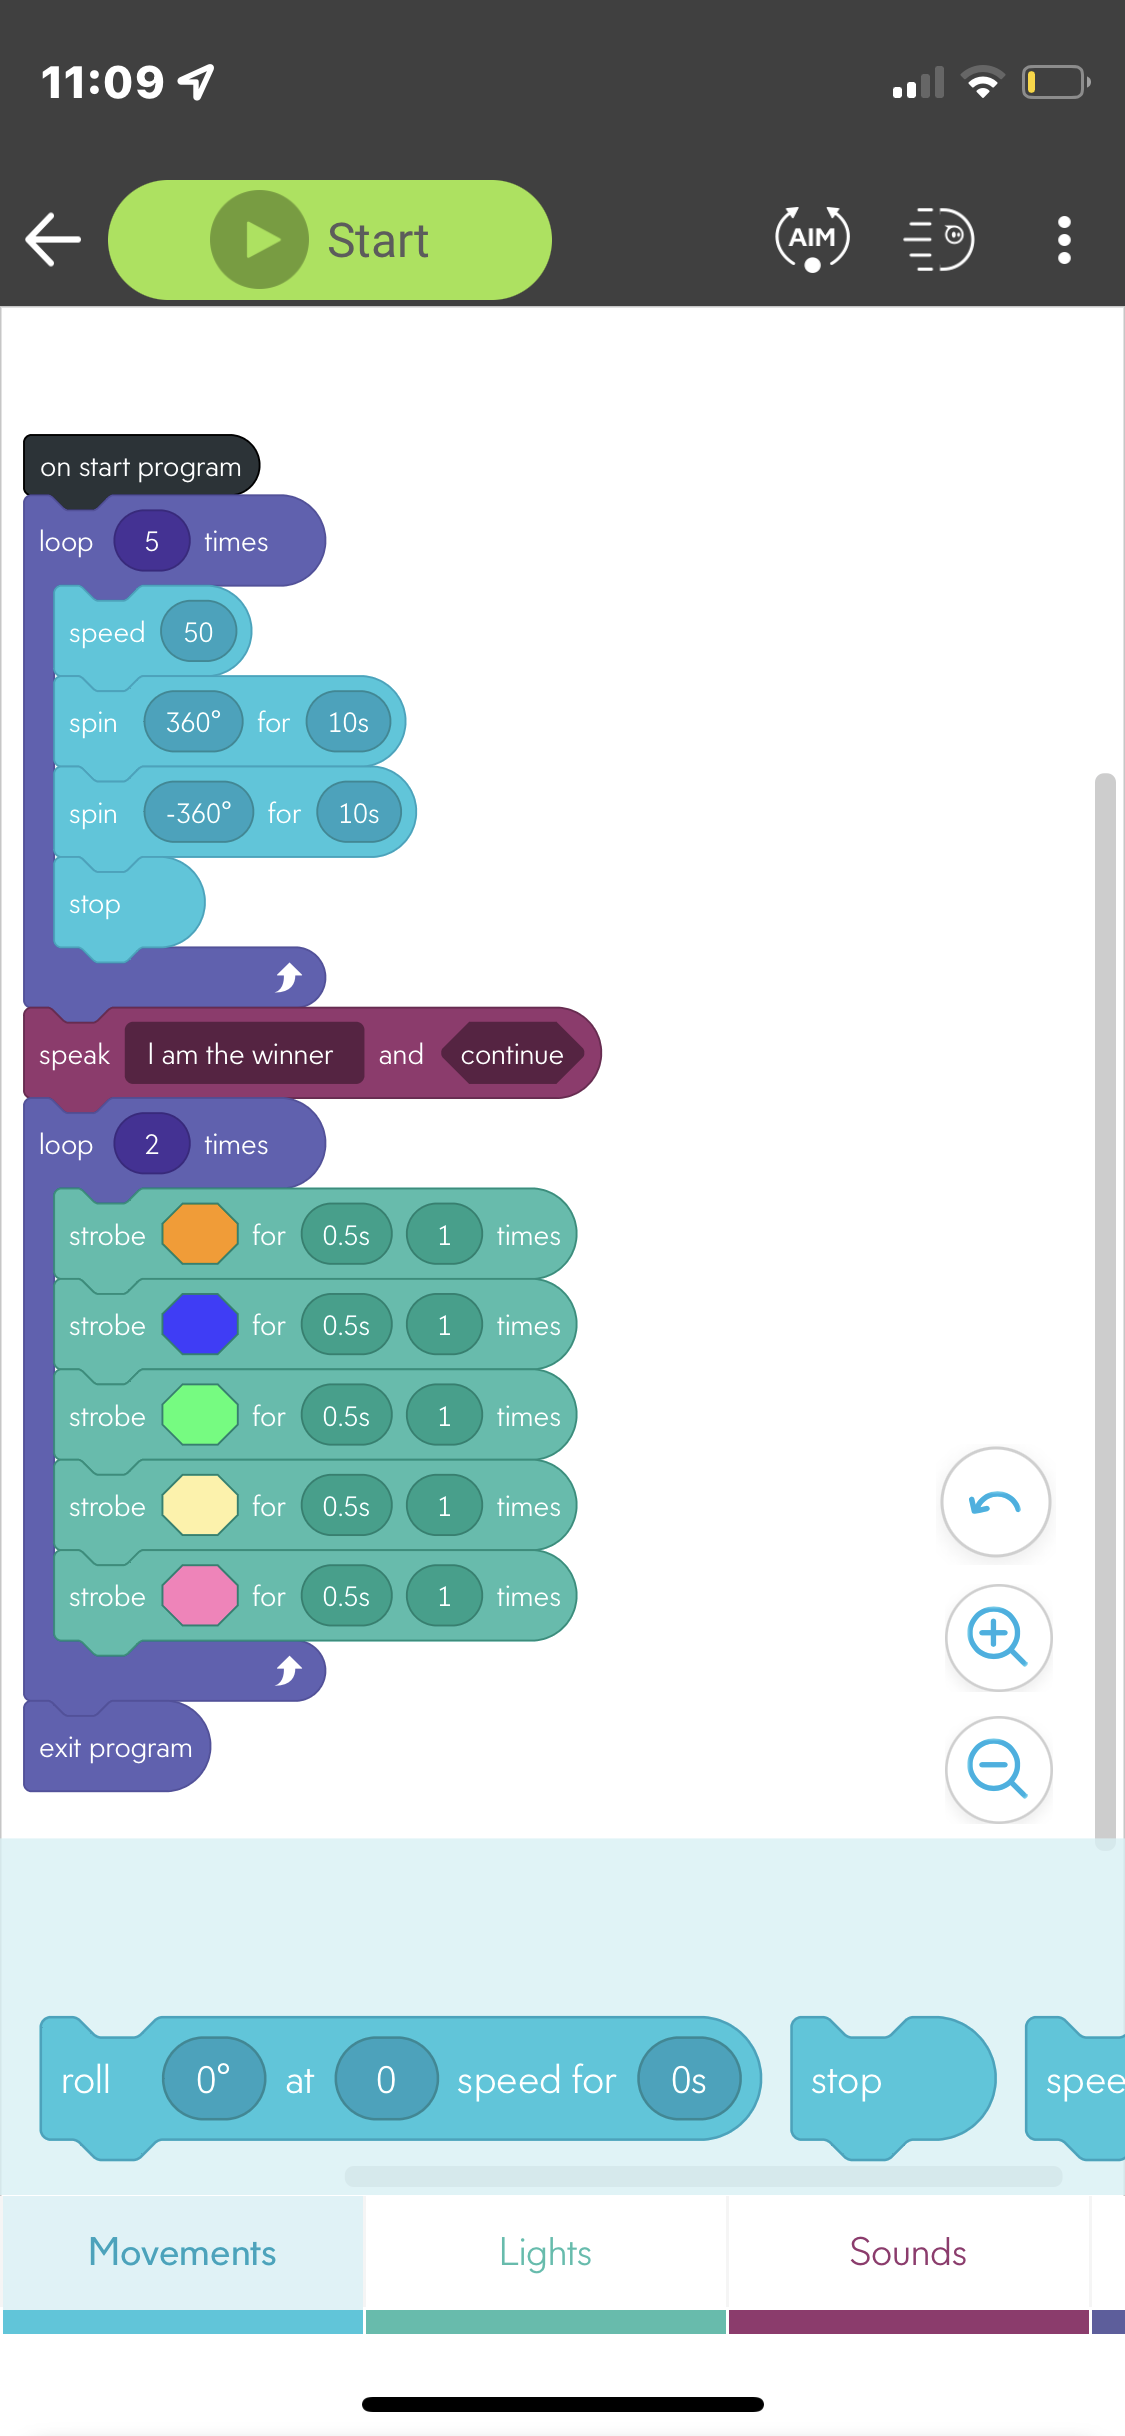 11:09
Start
AIM
on start program
loop 5 times
speed 50
spin 360° for 10s
spin -360° for 10s
stop
speak I am the winner and continue
loop 2 times
strobe for 0.5s 1 times
strobe for 0.5s 1 times
strobe for 0.5s 1 times
strobe for 0.5s 1 times
strobe for 0.5s 1 times
exit program
roll 0° at 0 speed for 0s stop spee
Movements Lights Sounds